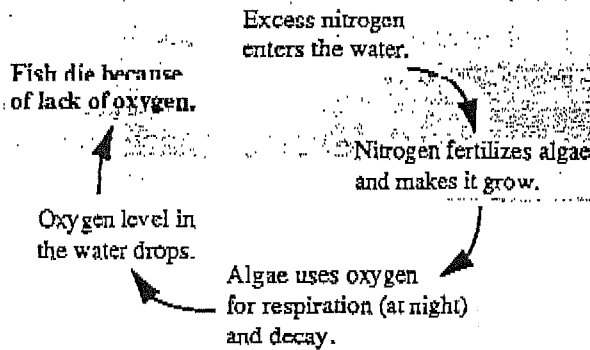 Excess nitrogen
enters the water.
Nitrogen fertilizes algae
and makes it grow.
Algae uses oxygen
for respiration (at night)
and decay.
Oxygen level in
the water drops.
Fish die because
of lack of oxygen.